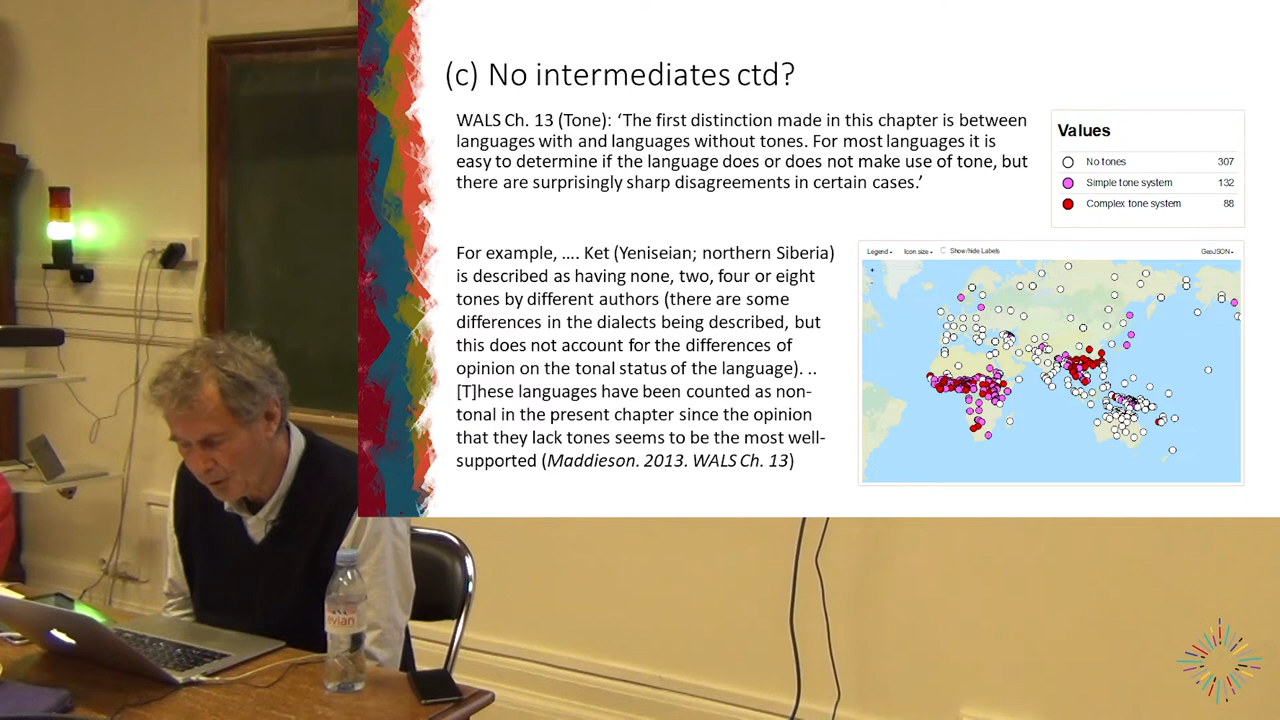 (c) No intermediates ctd?
WALS Ch. 13 (Tone): ‘The first distinction made in this chapter is between
languages with and languages without tones. For most languages it is
easy to determine if the language does or does not make use of tone, but
there are surprisingly sharp disagreements in certain cases.’
Values
No tones 307
Simple tone system 132
Complex tone system 88
For example, .... Ket (Yeniseian; northern Siberia)
is described as having none, two, four or eight
tones by different authors (there are some
differences in the dialects being described, but
this does not account for the differences of
opinion on the tonal status of the language). ..
[T]hese languages have been counted as non-
tonal in the present chapter since the opinion
that they lack tones seems to be the most well-
supported (Maddieson. 2013. WALS Ch. 13)
Legend Icon size Show/hide Labels GeoJSON
evian